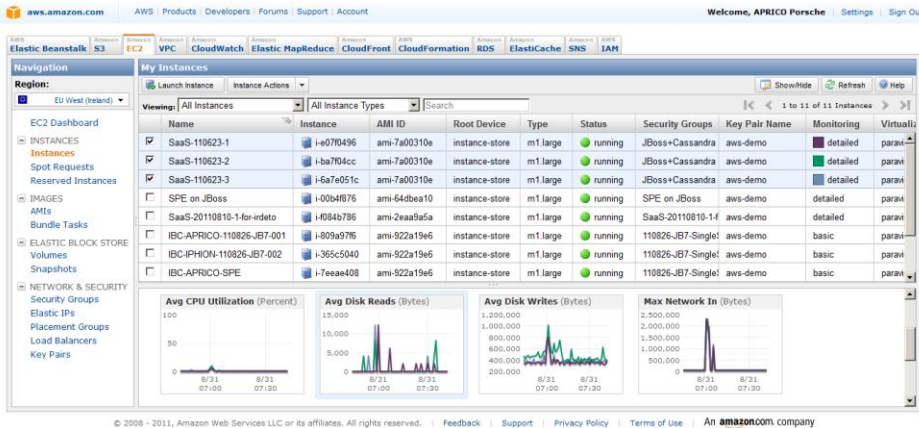 aws.amazon.com AWS | Products | Developers | Forums | Support | Account Welcome, APRICO Porsche | Settings | Sign Ou
AWS Elastic Beanstalk Amazon S3 Amazon EC2 Amazon VPC Amazon CloudWatch Amazon Elastic MapReduce Amazon CloudFront AWS CloudFormation Amazon RDS Amazon ElastiCache Amazon SNS AWS IAM
Navigation
Region:
EU West (Ireland)
EC2 Dashboard
INSTANCES
Instances
Spot Requests
Reserved Instances
IMAGES
AMIs
Bundle Tasks
ELASTIC BLOCK STORE
Volumes
Snapshots
NETWORK & SECURITY
Security Groups
Elastic IPs
Placement Groups
Load Balancers
Key Pairs
My Instances
Launch Instance Instance Actions Show/Hide Refresh Help
Viewing: All Instances All Instance Types Search 1 to 11 of 11 Instances
Name Instance AMI ID Root Device Type Status Security Groups Key Pair Name Monitoring Virtualiz
SaaS-110623-1 i-e07f0496 ami-7a00310e instance-store m1.large running JBoss+Cassandra aws-demo detailed paravi
SaaS-110623-2 i-ba7f04cc ami-7a00310e instance-store m1.large running JBoss+Cassandra aws-demo detailed paravi
SaaS-110623-3 i-6a7e051c ami-7a00310e instance-store m1.large running JBoss+Cassandra aws-demo detailed paravi
SPE on JBoss i-00b4f876 ami-64dbea10 instance-store m1.large running JBoss+Cassandra aws-demo detailed paravi
SaaS-20110810-1-for-irdeto i-f084b786 ami-2eaa9a5a instance-store m1.large running SaaS-20110810-1-f aws-demo detailed paravi
IBC-APRICO-110826-JB7-001 i-809a97f6 ami-922a19e6 instance-store m1.large running 110826-JB7-SingleS aws-demo basic paravi
IBC-IPHION-110826-JB7-002 i-365c5040 ami-922a19e6 instance-store m1.large running 110826-JB7-SingleS aws-demo basic paravi
IBC-APRICO-SPE i-7eeae408 ami-922a19e6 instance-store m1.large running 110826-JB7-SingleS aws-demo basic paravi
Avg CPU Utilization (Percent)
100
50
0
8/31 07:00 8/31 07:30
Avg Disk Reads (Bytes)
15,000
10,000
5,000
0
8/31 07:00 8/31 07:30
Avg Disk Writes (Bytes)
1,200,000
1,000,000
800,000
600,000
400,000
200,000
8/31 07:00 8/31 07:30
Max Network In (Bytes)
2,500,000
2,000,000
1,500,000
1,000,000
500,000
0
8/31 07:00 8/31 07:30
© 2008 - 2011, Amazon Web Services LLC or its affiliates. All rights reserved. | Feedback | Support | Privacy Policy | Terms of Use | An amazon.com. company